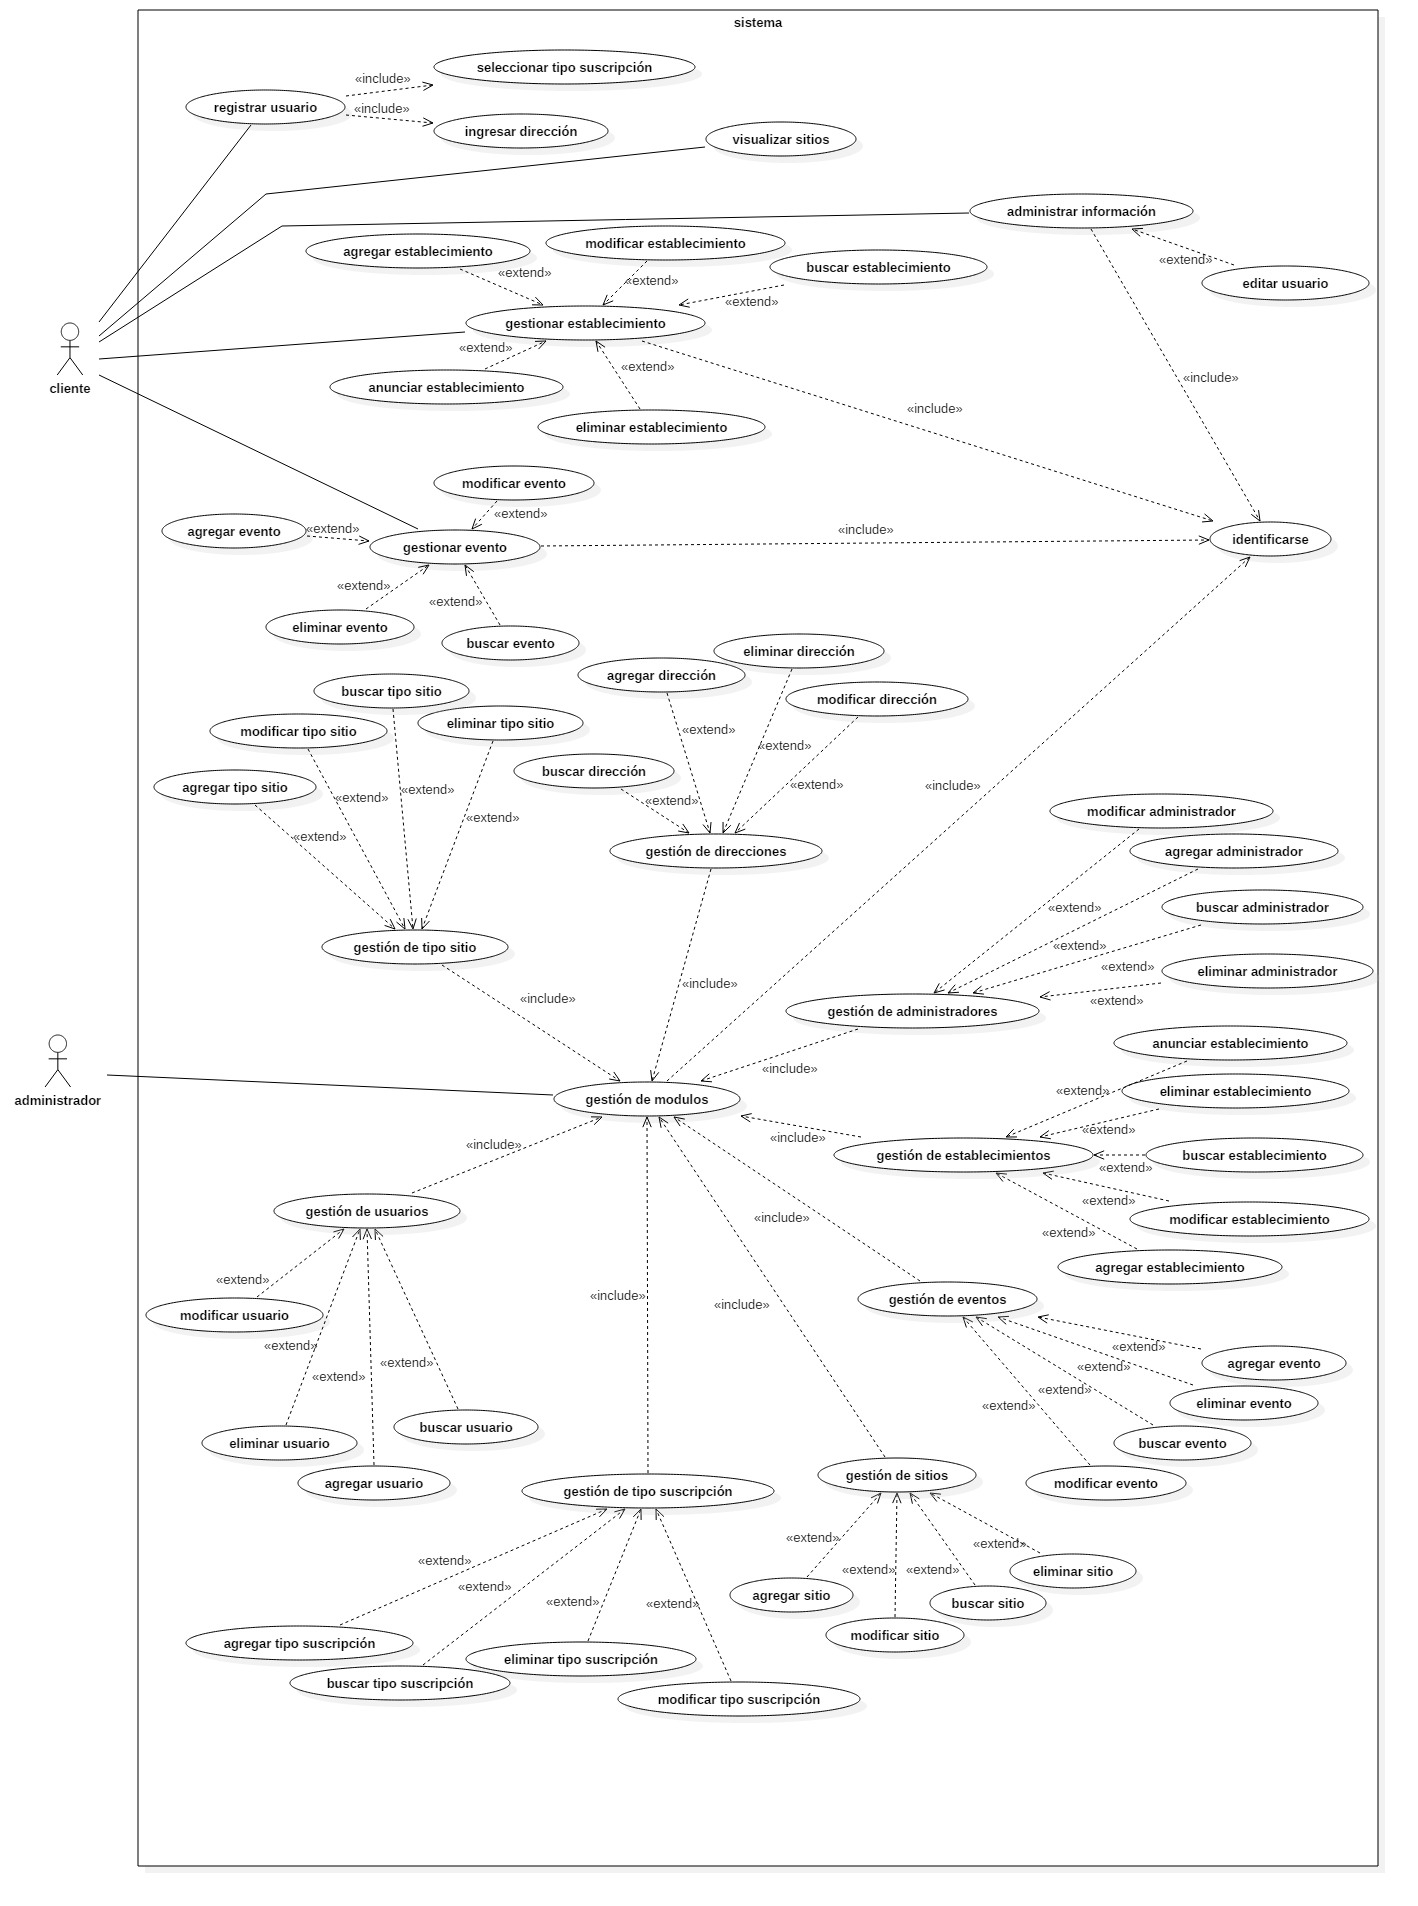 sistema
seleccionar tipo suscripción
«include»
registrar usuario
«include»
ingresar dirección
visualizar sitios
administrar información
agregar establecimiento
modificar establecimiento
«extend»
buscar establecimiento
«extend»
«extend»
editar usuario
«extend»
gestionar establecimiento
«extend»
«extend»
«include»
cliente
anunciar establecimiento
«include»
eliminar establecimiento
modificar evento
«extend»
agregar evento
«extend»
«include»
identificarse
gestionar evento
«extend»
«extend»
eliminar evento
buscar evento
eliminar dirección
agregar dirección
buscar tipo sitio
modificar dirección
eliminar tipo sitio
modificar tipo sitio
«extend»
«extend»
buscar dirección
agregar tipo sitio
«extend»
«extend»
«extend»
«extend»
«include»
«extend»
«extend»
modificar administrador
gestión de direcciones
agregar administrador
buscar administrador
«extend»
gestión de tipo sitio
«extend»
«extend»
eliminar administrador
«include»
«include»
«extend»
gestión de administradores
anunciar establecimiento
«include»
«extend»
eliminar establecimiento
administrador
gestión de modulos
«extend»
«include»
«include»
gestión de establecimientos
buscar establecimiento
«extend»
«extend»
gestión de usuarios
«include»
modificar establecimiento
«extend»
agregar establecimiento
«extend»
«include»
«include»
gestión de eventos
modificar usuario
«extend»
«extend»
«extend»
agregar evento
«extend»
«extend»
«extend»
«extend»
eliminar evento
buscar usuario
eliminar usuario
buscar evento
agregar usuario
gestión de sitios
modificar evento
gestión de tipo suscripción
«extend»
«extend»
«extend»
«extend»
«extend»
eliminar sitio
«extend»
agregar sitio
buscar sitio
«extend»
«extend»
modificar sitio
agregar tipo suscripción
eliminar tipo suscripción
buscar tipo suscripción
modificar tipo suscripción